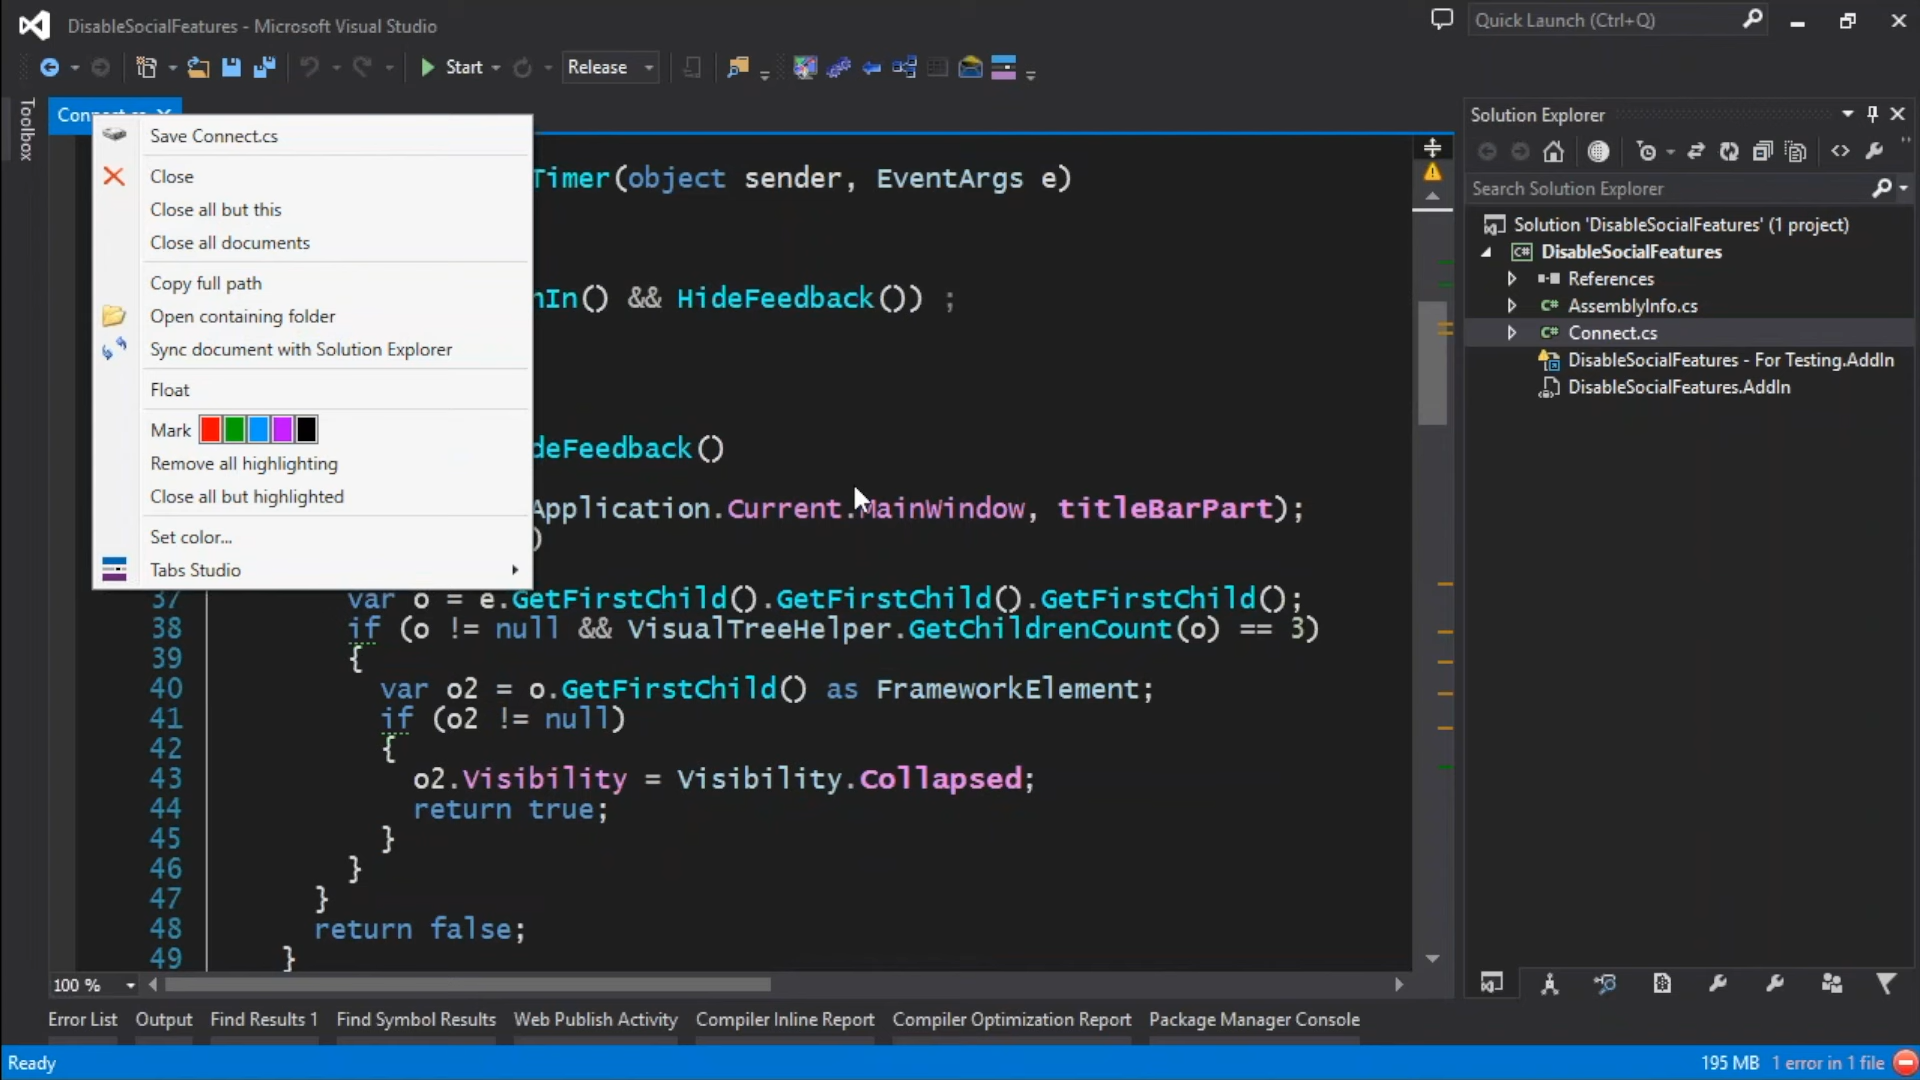 DisableSocialFeatures - Microsoft Visual Studio
Quick Launch (Ctrl+Q)
Start
Release
Toolbox
Save Connect.cs
Close
Close all but this
Close all documents
Copy full path
Open containing folder
Sync document with Solution Explorer
Float
Mark
Remove all highlighting
Close all but highlighted
Set color...
Tabs Studio
Timer(object sender, EventArgs e)
nIn() && HideFeedback()) ;
deFeedback()
Application.Current.MainWindow, titleBarPart);
)
37 var o = e.GetFirstChild().GetFirstChild().GetFirstChild();
38 if (o != null && VisualTreeHelper.GetChildrenCount(o) == 3)
39 {
40 var o2 = o.GetFirstChild() as FrameworkElement;
41 if (o2 != null)
42 {
43 o2.Visibility = Visibility.Collapsed;
44 return true;
45 }
46 }
47 }
48 return false;
49 }
100 %
Solution Explorer
Search Solution Explorer
Solution 'DisableSocialFeatures' (1 project)
C# DisableSocialFeatures
References
C# AssemblyInfo.cs
C# Connect.cs
DisableSocialFeatures - For Testing.AddIn
DisableSocialFeatures.AddIn
Error List Output Find Results 1 Find Symbol Results Web Publish Activity Compiler Inline Report Compiler Optimization Report Package Manager Console
Ready
195 MB 1 error in 1 file